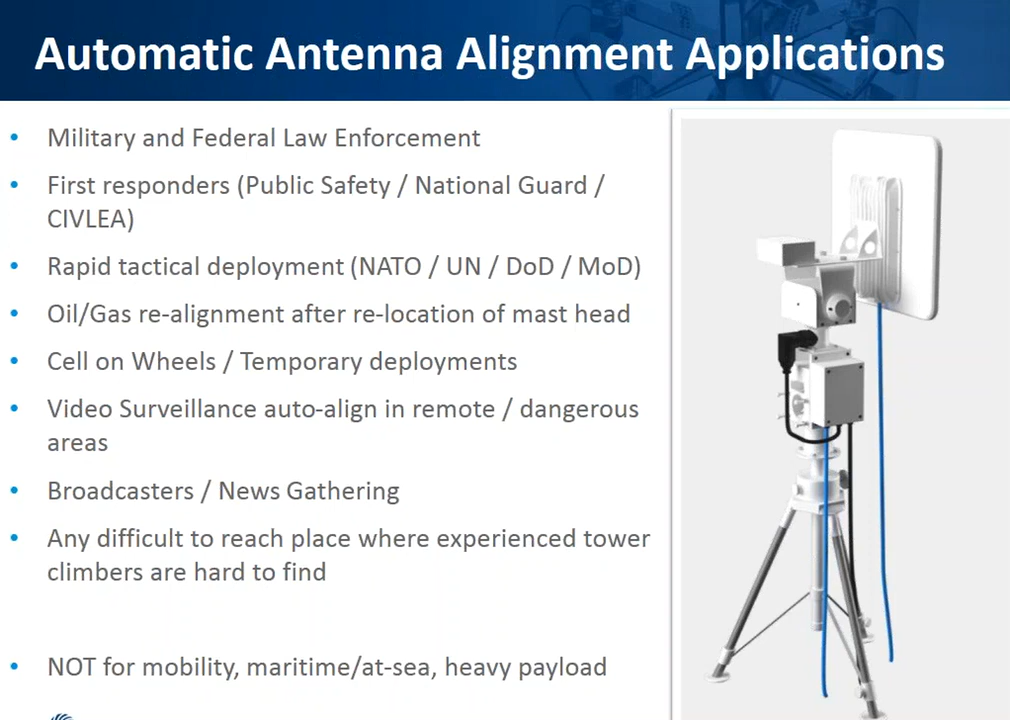 Automatic Antenna Alignment Applications
• Military and Federal Law Enforcement
• First responders (Public Safety / National Guard /
CIVLEA)
• Rapid tactical deployment (NATO / UN / DoD / MoD)
• Oil/Gas re-alignment after re-location of mast head
• Cell on Wheels / Temporary deployments
• Video Surveillance auto-align in remote / dangerous
areas
• Broadcasters / News Gathering
• Any difficult to reach place where experienced tower
climbers are hard to find
• NOT for mobility, maritime/at-sea, heavy payload